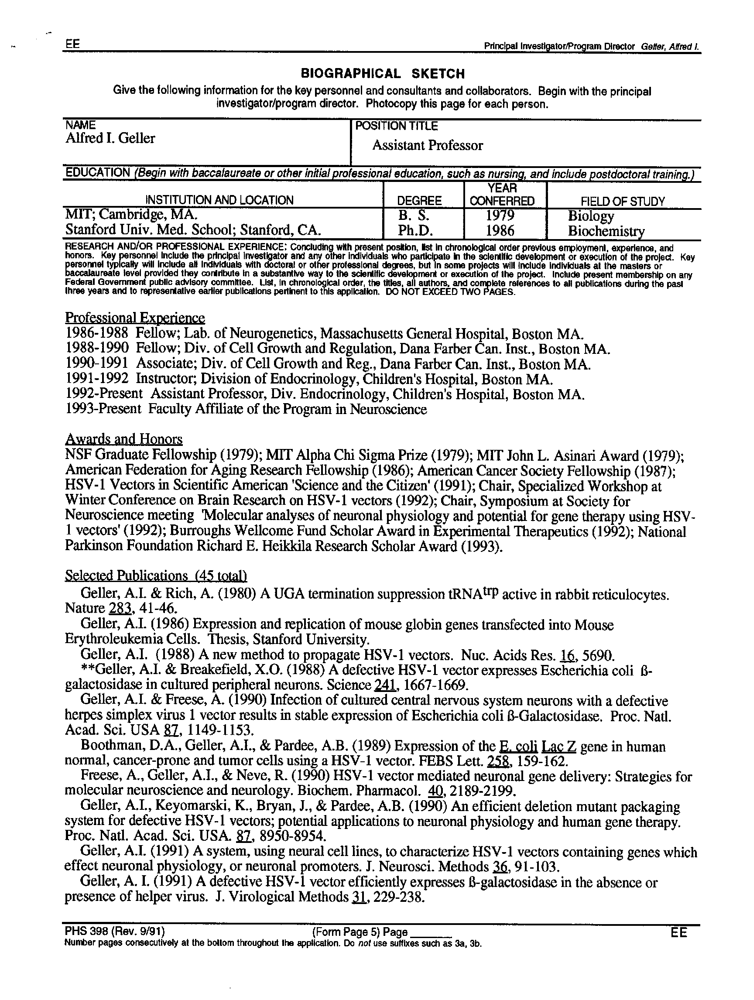 EE
Principal Investigator/Program Director Geller, Alfred I.
BIOGRAPHICAL SKETCH
Give the following information for the key personnel and consultants and collaborators. Begin with the principal
investigator/program director. Photocopy this page for each person.
NAME
Alfred I. Geller
POSITION TITLE
Assistant Professor
EDUCATION (Begin with baccalaureate or other initial professional education, such as nursing, and include postdoctoral training.)
INSTITUTION AND LOCATION DEGREE YEAR CONFERRED FIELD OF STUDY
MIT; Cambridge, MA. B. S. 1979 Biology
Stanford Univ. Med. School; Stanford, CA. Ph.D. 1986 Biochemistry
RESEARCH AND/OR PROFESSIONAL EXPERIENCE: Concluding with present position, list in chronological order previous employment, experience, and
honors. Key personnel include the principal investigator and any other individuals who participate in the scientific development or execution of the project. Key
personnel typically will include all individuals with doctoral or other professional degrees, but in some projects will include individuals at the masters or
baccalaureate level provided they contribute in a substantive way to the scientific development or execution of the project. Include present membership on any
Federal Government public advisory committee. List, in chronological order, the titles, all authors, and complete references to all publications during the past
three years and to representative earlier publications pertinent to this application. DO NOT EXCEED TWO PAGES.
Professional Experience
1986-1988 Fellow; Lab. of Neurogenetics, Massachusetts General Hospital, Boston MA.
1988-1990 Fellow; Div. of Cell Growth and Regulation, Dana Farber Can. Inst., Boston MA.
1990-1991 Associate; Div. of Cell Growth and Reg., Dana Farber Can. Inst., Boston MA.
1991-1992 Instructor; Division of Endocrinology, Children's Hospital, Boston MA.
1992-Present Assistant Professor, Div. Endocrinology, Children's Hospital, Boston MA.
1993-Present Faculty Affiliate of the Program in Neuroscience
Awards and Honors
NSF Graduate Fellowship (1979); MIT Alpha Chi Sigma Prize (1979); MIT John L. Asinari Award (1979);
American Federation for Aging Research Fellowship (1986); American Cancer Society Fellowship (1987);
HSV-1 Vectors in Scientific American 'Science and the Citizen' (1991); Chair, Specialized Workshop at
Winter Conference on Brain Research on HSV-1 vectors (1992); Chair, Symposium at Society for
Neuroscience meeting 'Molecular analyses of neuronal physiology and potential for gene therapy using HSV-
1 vectors' (1992); Burroughs Wellcome Fund Scholar Award in Experimental Therapeutics (1992); National
Parkinson Foundation Richard E. Heikkila Research Scholar Award (1993).
Selected Publications (45 total)
Geller, A.I. & Rich, A. (1980) A UGA termination suppression tRNAtrp active in rabbit reticulocytes.
Nature 283, 41-46.
Geller, A.I. (1986) Expression and replication of mouse globin genes transfected into Mouse
Erythroleukemia Cells. Thesis, Stanford University.
Geller, A.I. (1988) A new method to propagate HSV-1 vectors. Nuc. Acids Res. 16, 5690.
**Geller, A.I. & Breakefield, X.O. (1988) A defective HSV-1 vector expresses Escherichia coli ß-
galactosidase in cultured peripheral neurons. Science 241, 1667-1669.
Geller, A.I. & Freese, A. (1990) Infection of cultured central nervous system neurons with a defective
herpes simplex virus 1 vector results in stable expression of Escherichia coli ß-Galactosidase. Proc. Natl.
Acad. Sci. USA 87, 1149-1153.
Boothman, D.A., Geller, A.I., & Pardee, A.B. (1989) Expression of the E. coli Lac Z gene in human
normal, cancer-prone and tumor cells using a HSV-1 vector. FEBS Lett. 258, 159-162.
Freese, A., Geller, A.I., & Neve, R. (1990) HSV-1 vector mediated neuronal gene delivery: Strategies for
molecular neuroscience and neurology. Biochem. Pharmacol. 40, 2189-2199.
Geller, A.I., Keyomarski, K., Bryan, J., & Pardee, A.B. (1990) An efficient deletion mutant packaging
system for defective HSV-1 vectors; potential applications to neuronal physiology and human gene therapy.
Proc. Natl. Acad. Sci. USA. 87, 8950-8954.
Geller, A.I. (1991) A system, using neural cell lines, to characterize HSV-1 vectors containing genes which
effect neuronal physiology, or neuronal promoters. J. Neurosci. Methods 36, 91-103.
Geller, A. I. (1991) A defective HSV-1 vector efficiently expresses ß-galactosidase in the absence or
presence of helper virus. J. Virological Methods 31, 229-238.
PHS 398 (Rev. 9/91) (Form Page 5) Page ______ EE
Number pages consecutively at the bottom throughout the application. Do not use suffixes such as 3a, 3b.